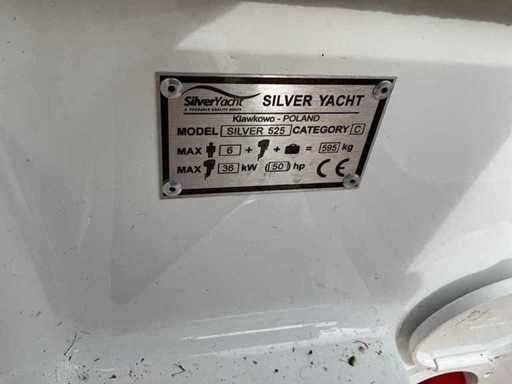 SilverYacht SILVER YACHT
Klawkowo - POLAND
MODEL SILVER 525 CATEGORY C
MAX 6 + + = 595 kg
MAX 36 kW (50) hp CE